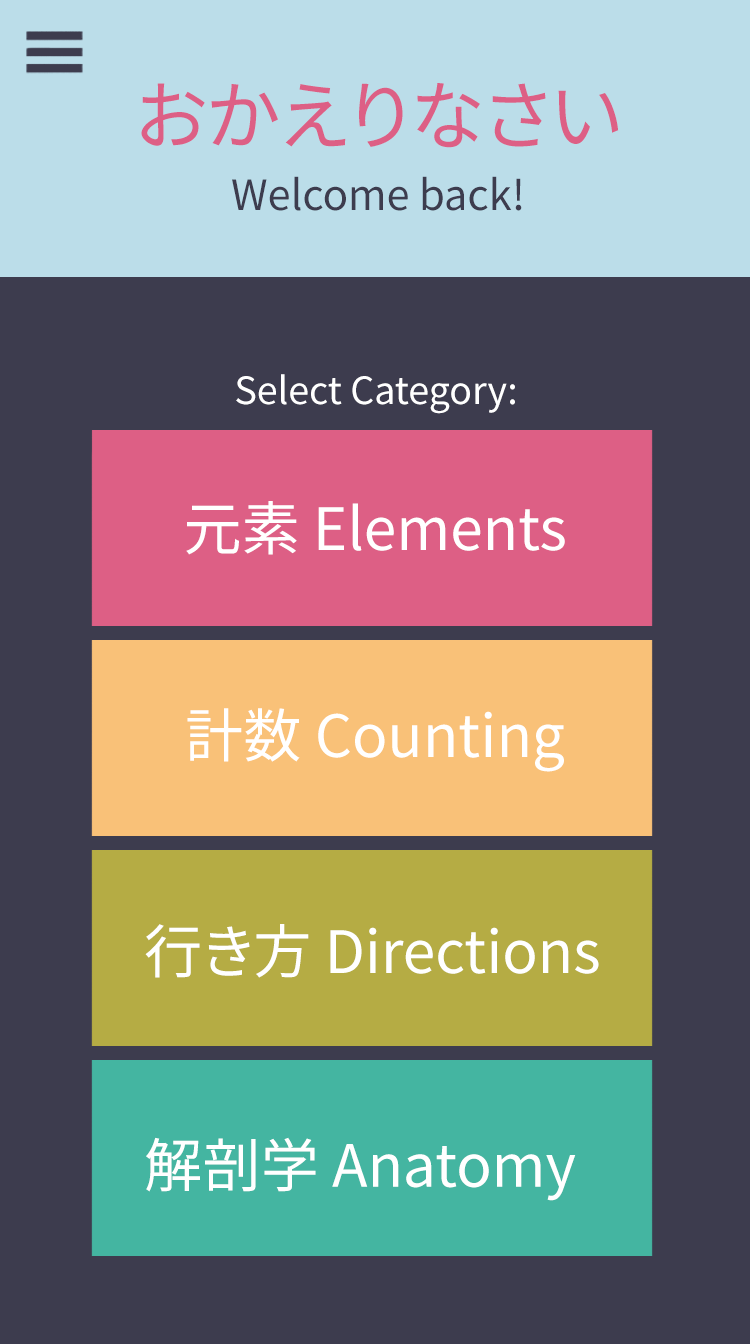 おかえりなさい
Welcome back!
Select Category:
元素 Elements
計数 Counting
行き方 Directions
解剖学 Anatomy